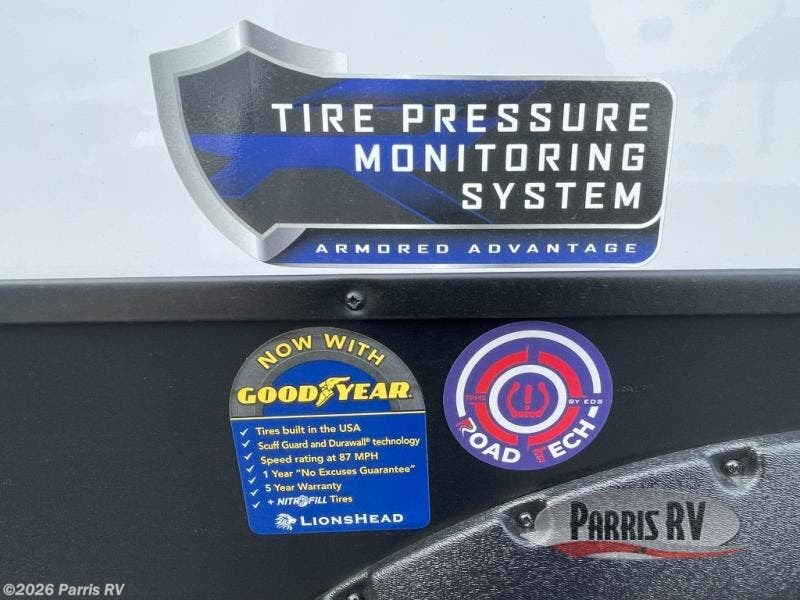 TIRE PRESSURE
MONITORING
SYSTEM
ARMORED ADVANTAGE
NOW WITH
GOODYEAR
✓ Tires built in the USA
✓ Scuff Guard and Durawall® technology
✓ Speed rating at 87 MPH
✓ 1 Year "No Excuses Guarantee"
✓ 5 Year Warranty
✓ + NITROFILL Tires
LIONSHEAD
TPMS
BY EDS
ROAD TECH
PARRIS RV
©2026 Parris RV